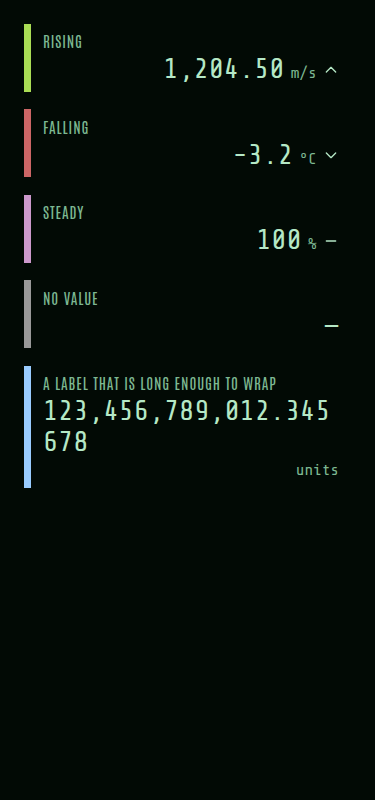 RISING
1,204.50 m/s
FALLING
-3.2 °C
STEADY
100 % —
NO VALUE
—
A LABEL THAT IS LONG ENOUGH TO WRAP
123,456,789,012.345
678
units